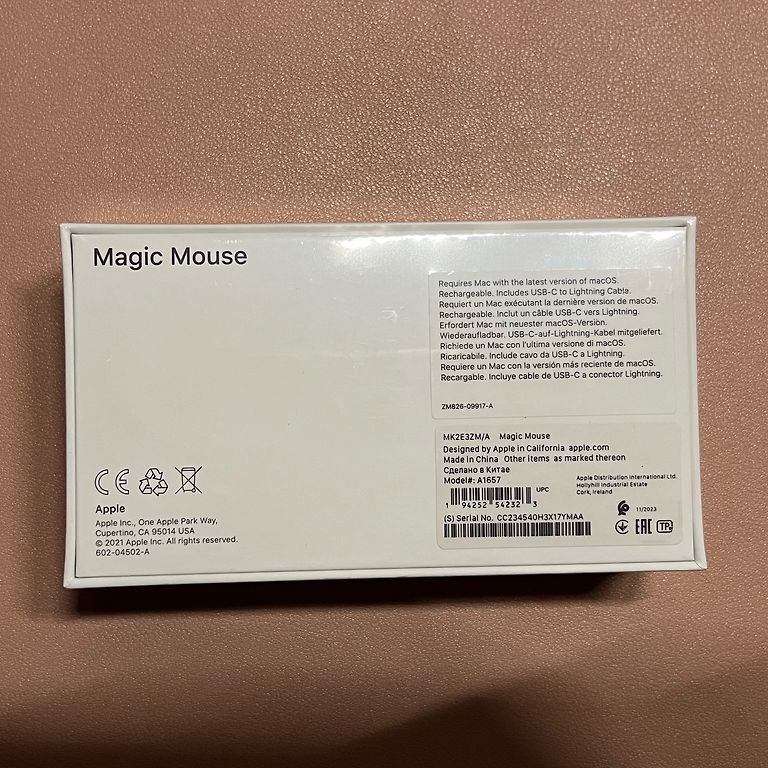 Magic Mouse
Requires Mac with the latest version of macOS.
Rechargeable. Includes USB-C to Lightning Cable.
Requiert un Mac exécutant la dernière version de macOS.
Rechargeable. Inclut un câble USB-C vers Lightning.
Erfordert Mac mit neuester macOS-Version.
Wiederaufladbar. USB-C-auf-Lightning-Kabel mitgeliefert.
Richiede un Mac con l'ultima versione di macOS.
Ricaricabile. Include cavo da USB-C a Lightning.
Requiere un Mac con la versión más reciente de macOS.
Recargable. Incluye cable de USB-C a conector Lightning.
ZM826-09917-A
MK2E3ZM/A Magic Mouse
Designed by Apple in California apple.com
Made in China Other items as marked thereon
Сделано в Китае
Model#: A1657
Apple Distribution International Ltd.
Hollyhill Industrial Estate
Cork, Ireland
UPC
1 94252 54232 3
11/2023
(S) Serial No. CC234540H3X17YMAA
EAC TP
CE
Apple
Apple Inc., One Apple Park Way,
Cupertino, CA 95014 USA
© 2021 Apple Inc. All rights reserved.
602-04502-A